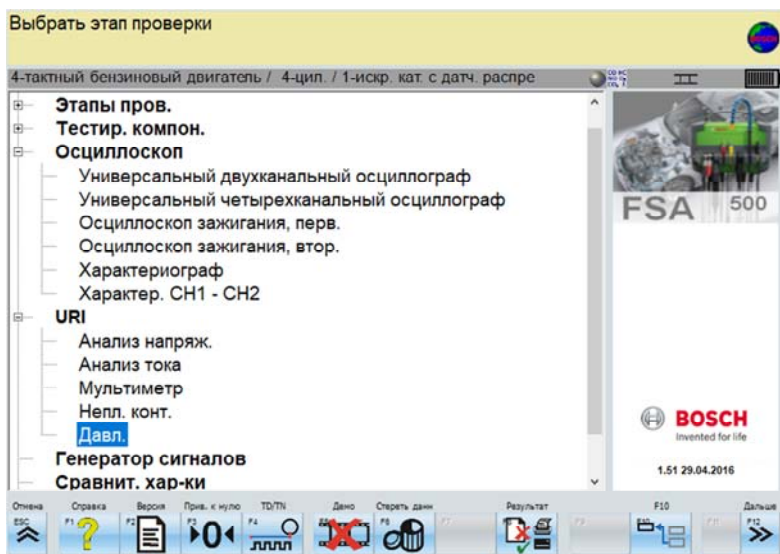 Выбрать этап проверки
BOSCH
4-тактный бензиновый двигатель / 4-цил. / 1-искр. кат. с датч. распре
Этапы пров.
Тестир. компон.
Осциллоскоп
Универсальный двухканальный осциллограф
Универсальный четырехканальный осциллограф
Осциллоскоп зажигания, перв.
Осциллоскоп зажигания, втор.
Характериограф
Характер. CH1 - CH2
URI
Анализ напряж.
Анализ тока
Мультиметр
Непл. конт.
Давл.
Генератор сигналов
Сравнит. хар-ки
FSA 500
BOSCH
Invented for life
1.51 29.04.2016
Отмена Справка Версия Прив. к нулю TD/TN Демо Стереть данн Результат F10 Дальше
ESC F1 F2 F3 F4 F5 F6 F7 F8 F9 F10 F11 F12